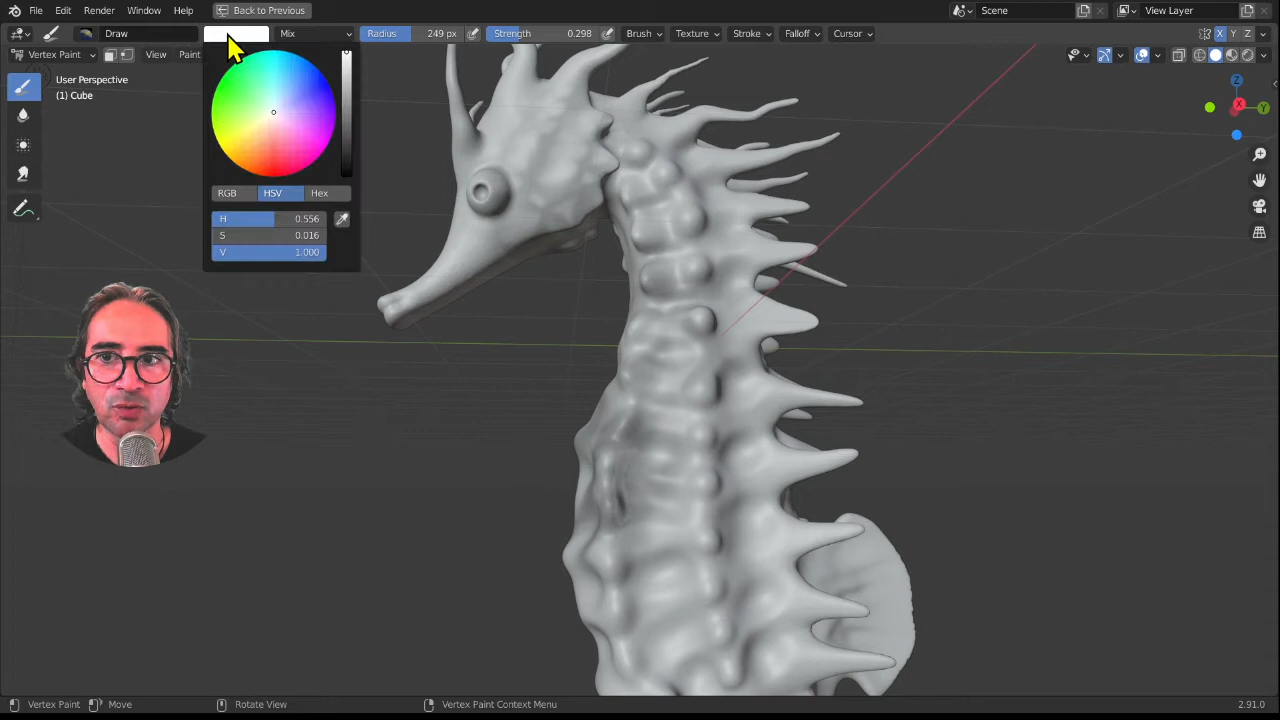 File Edit Render Window Help Back to Previous Scene View Layer
Draw Mix Radius 249 px Strength 0.298 Brush Texture Stroke Falloff Cursor X Y Z
Vertex Paint View Paint
User Perspective
(1) Cube
Z
X
Y
RGB HSV Hex
H 0.556
S 0.016
V 1.000
Vertex Paint Move Rotate View Vertex Paint Context Menu 2.91.0